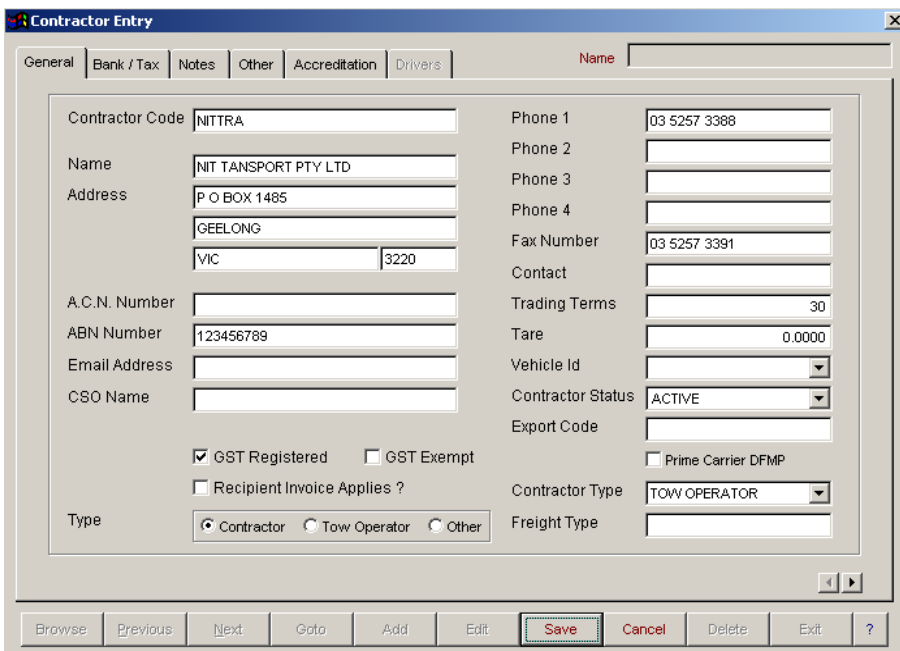 Contractor Entry
General Bank / Tax Notes Other Accreditation Drivers
Name
Contractor Code NITTRA
Name NIT TANSPORT PTY LTD
Address P O BOX 1485
GEELONG
VIC 3220
A.C.N. Number
ABN Number 123456789
Email Address
CSO Name
GST Registered GST Exempt
Recipient Invoice Applies ?
Type Contractor Tow Operator Other
Phone 1 03 5257 3388
Phone 2
Phone 3
Phone 4
Fax Number 03 5257 3391
Contact
Trading Terms 30
Tare 0.0000
Vehicle Id
Contractor Status ACTIVE
Export Code
Prime Carrier DFMP
Contractor Type TOW OPERATOR
Freight Type
Browse Previous Next Goto Add Edit Save Cancel Delete Exit ?